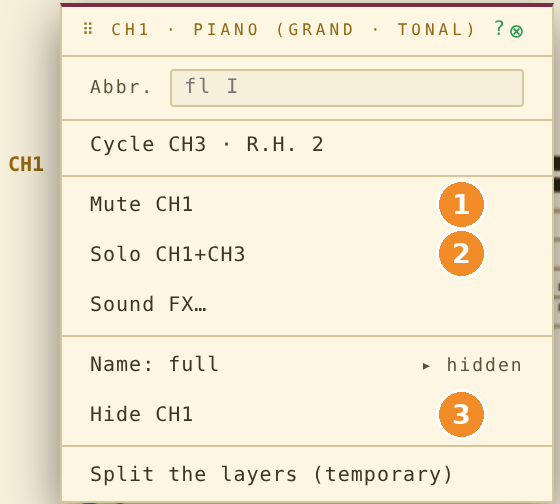 ⠿ CH1 · PIANO (GRAND · TONAL) ? ⊗
Abbr. fl I
Cycle CH3 · R.H. 2
CH1
Mute CH1 1
Solo CH1+CH3 2
Sound FX…
Name: full ▸ hidden
Hide CH1 3
Split the layers (temporary)